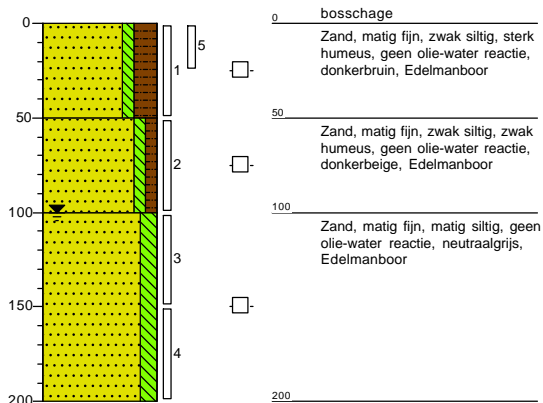 0
50
100
150
200
1
2
3
4
5
0
bosschage
Zand, matig fijn, zwak siltig, sterk
humeus, geen olie-water reactie,
donkerbruin, Edelmanboor
50
Zand, matig fijn, zwak siltig, zwak
humeus, geen olie-water reactie,
donkerbeige, Edelmanboor
100
Zand, matig fijn, matig siltig, geen
olie-water reactie, neutraalgrijs,
Edelmanboor
200